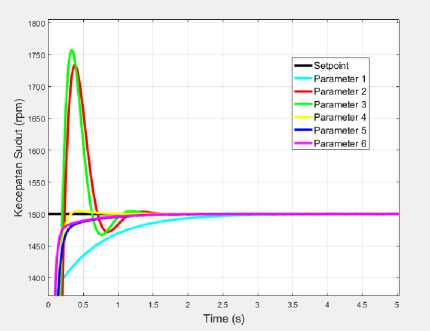 1800
1750
1700
1650
1600
1550
1500
1450
1400
Kecepatan Sudut (rpm)
Setpoint
Parameter 1
Parameter 2
Parameter 3
Parameter 4
Parameter 5
Parameter 6
0 0.5 1 1.5 2 2.5 3 3.5 4 4.5 5
Time (s)